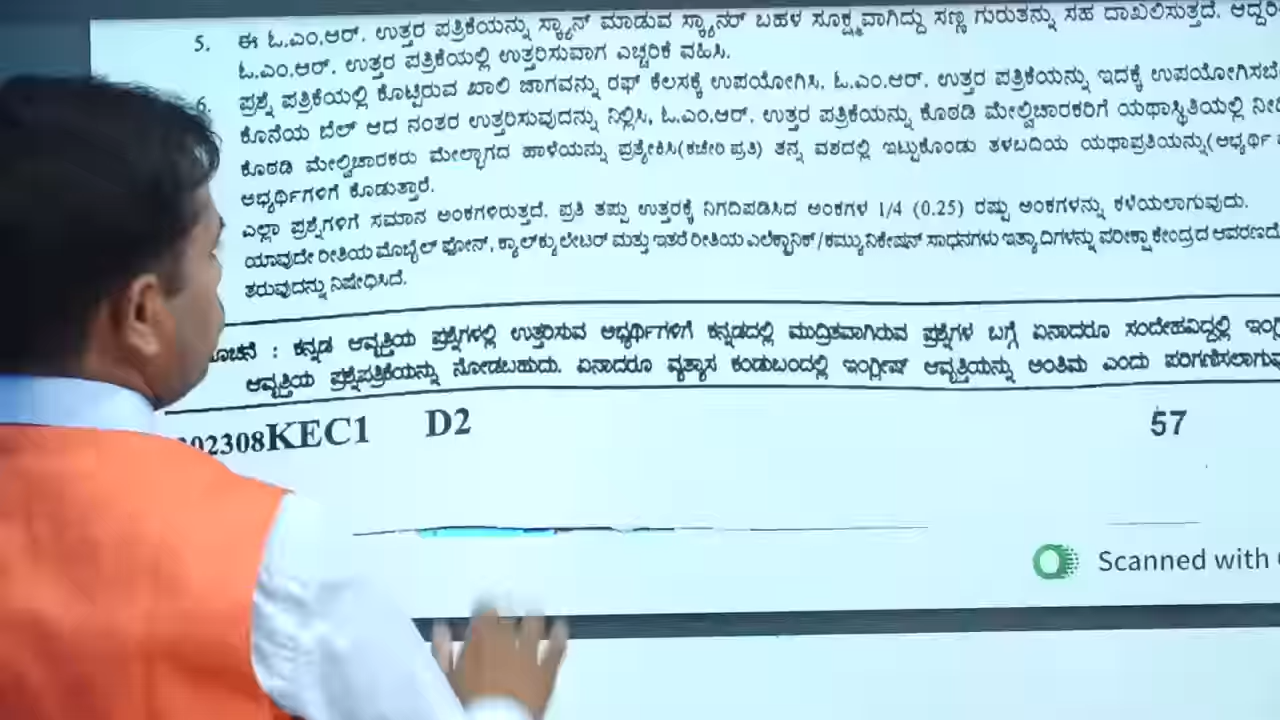 5. ಈ ಓ.ಎಂ.ಆರ್. ಉತ್ತರ ಪತ್ರಿಕೆಯನ್ನು ಸ್ಕ್ಯಾನ್ ಮಾಡುವ ಸ್ಕ್ಯಾನರ್ ಬಹಳ ಸೂಕ್ಷ್ಮವಾಗಿದ್ದು ಸಣ್ಣ ಗುರುತನ್ನು ಸಹ ದಾಖಲಿಸುತ್ತದೆ.
ಓ.ಎಂ.ಆರ್. ಉತ್ತರ ಪತ್ರಿಕೆಯಲ್ಲಿ ಉತ್ತರಿಸುವಾಗ ಎಚ್ಚರಿಕೆ ವಹಿಸಿ.
6. ಪ್ರಶ್ನೆ ಪತ್ರಿಕೆಯಲ್ಲಿ ಕೊಟ್ಟಿರುವ ಖಾಲಿ ಜಾಗವನ್ನು ರಫ್ ಕೆಲಸಕ್ಕೆ ಉಪಯೋಗಿಸಿ. ಓ.ಎಂ.ಆರ್. ಉತ್ತರ ಪತ್ರಿಕೆಯನ್ನು ಇದಕ್ಕೆ
ಕೊನೆಯ ಬೆಲ್ ಆದ ನಂತರ ಉತ್ತರಿಸುವುದನ್ನು ನಿಲ್ಲಿಸಿ, ಓ.ಎಂ.ಆರ್. ಉತ್ತರ ಪತ್ರಿಕೆಯನ್ನು ಕೊಠಡಿ ಮೇಲ್ವಿಚಾರಕರಿಗೆ ಯಥಾಸ್ಥಿತಿಯಲ್ಲಿ
ಕೊಠಡಿ ಮೇಲ್ವಿಚಾರಕರು ಮೇಲ್ಭಾಗದ ಹಾಳೆಯನ್ನು ಪ್ರತ್ಯೇಕಿಸಿ(ಕಚೇರಿ ಪ್ರತಿ) ತನ್ನ ವಶದಲ್ಲಿ ಇಟ್ಟುಕೊಂಡು ತಳಬದಿಯ ಯಥಾಪ್ರತಿಯನ್ನು(ಅಭ್ಯರ್ಥಿ
ಅಭ್ಯರ್ಥಿಗಳಿಗೆ ಕೊಡುತ್ತಾರೆ.
ಎಲ್ಲಾ ಪ್ರಶ್ನೆಗಳಿಗೆ ಸಮಾನ ಅಂಕಗಳಿರುತ್ತದೆ. ಪ್ರತಿ ತಪ್ಪು ಉತ್ತರಕ್ಕೆ ನಿಗದಿಪಡಿಸಿದ ಅಂಕಗಳ 1/4 (0.25) ರಷ್ಟು ಅಂಕಗಳನ್ನು ಕಳೆಯಲಾಗುವುದು.
ಯಾವುದೇ ರೀತಿಯ ಮೊಬೈಲ್ ಫೋನ್, ಕ್ಯಾಲ್‌ಕ್ಯುಲೇಟರ್ ಮತ್ತು ಇತರೆ ರೀತಿಯ ಎಲೆಕ್ಟ್ರಾನಿಕ್/ಕಮ್ಯುನಿಕೇಷನ್ ಸಾಧನಗಳು ಇತ್ಯಾದಿಗಳನ್ನು ಪರೀಕ್ಷಾ ಕೇಂದ್ರದ
ತರುವುದನ್ನು ನಿಷೇಧಿಸಿದೆ.
: ಕನ್ನಡ ಆವೃತ್ತಿಯ ಪ್ರಶ್ನೆಗಳಲ್ಲಿ ಉತ್ತರಿಸುವ ಅಭ್ಯರ್ಥಿಗಳಿಗೆ ಕನ್ನಡದಲ್ಲಿ ಮುದ್ರಿತವಾಗಿರುವ ಪ್ರಶ್ನೆಗಳ ಬಗ್ಗೆ ಏನಾದರೂ ಸಂದೇಹವಿದ್ದಲ್ಲಿ
ಆವೃತ್ತಿಯ ಪ್ರಶ್ನೆಪತ್ರಿಕೆಯನ್ನು ನೋಡಬಹುದು. ಏನಾದರೂ ವ್ಯತ್ಯಾಸ ಕಂಡುಬಂದಲ್ಲಿ ಇಂಗ್ಲೀಷ್ ಆವೃತ್ತಿಯನ್ನು ಅಂತಿಮ ಎಂದು
02308KEC1 D2 57
Scanned with